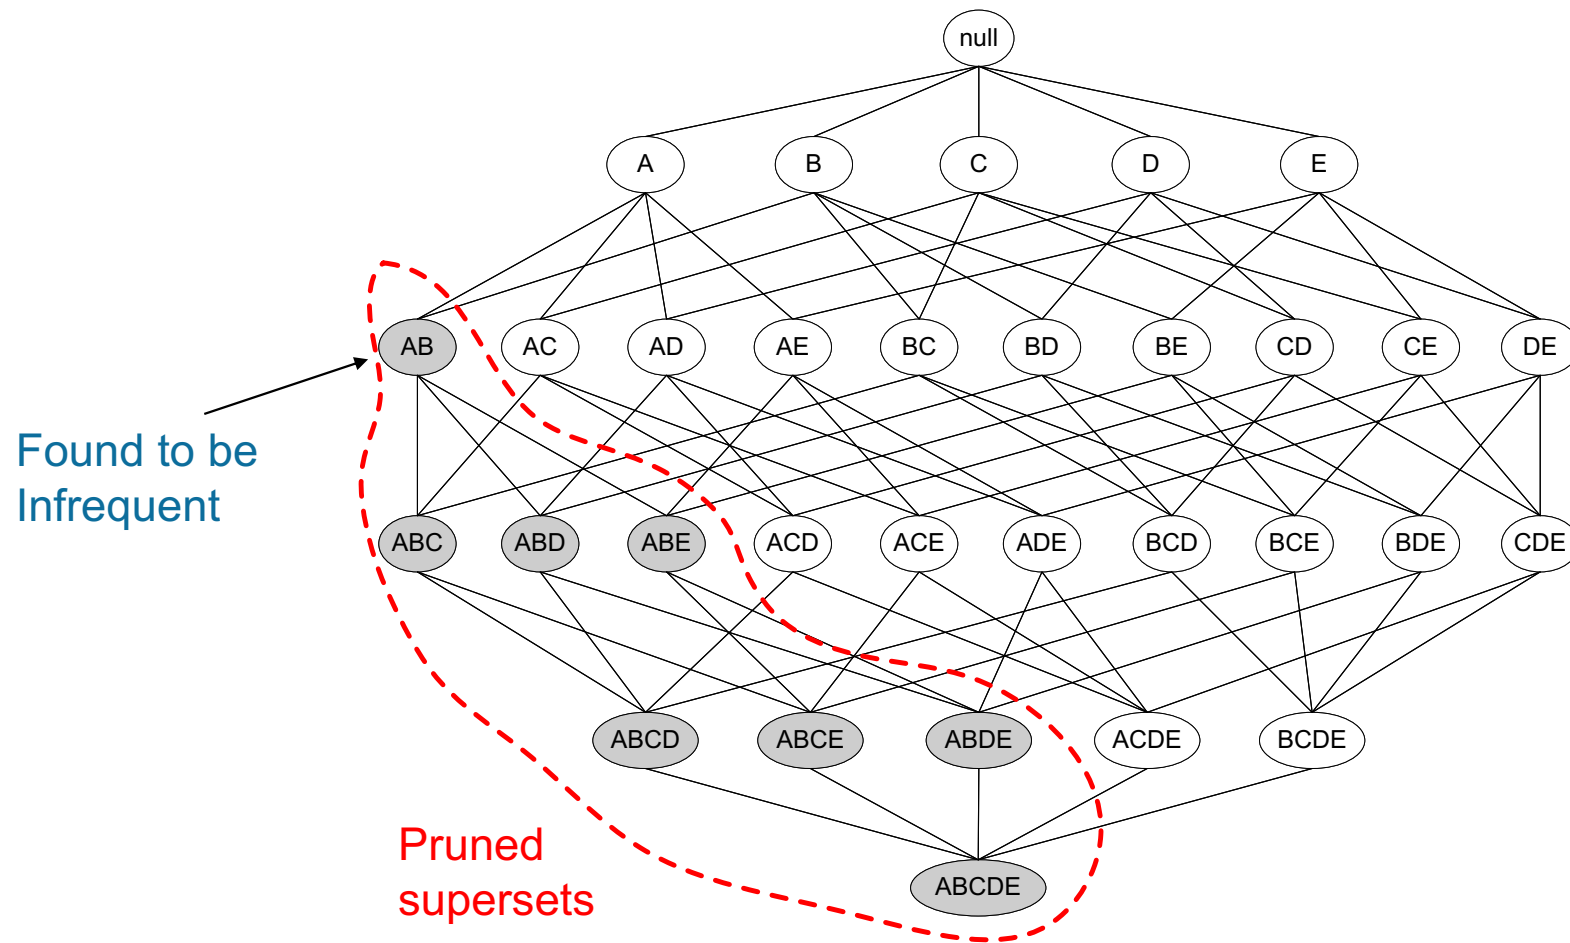 null
A B C D E
AB AC AD AE BC BD BE CD CE DE
Found to be
Infrequent
ABC ABD ABE ACD ACE ADE BCD BCE BDE CDE
ABCD ABCE ABDE ACDE BCDE
Pruned
supersets
ABCDE